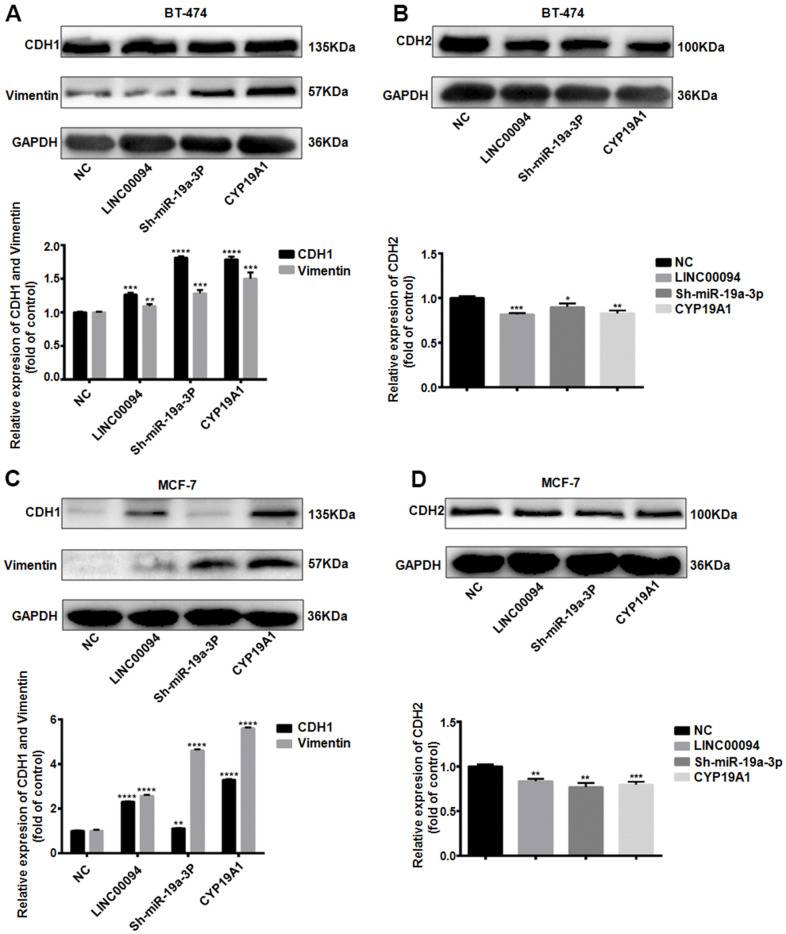 A
BT-474
CDH1
135KDa
Vimentin
57KDa
GAPDH
36KDa
NC
LINC00094
Sh-miR-19a-3P
CYP19A1
Relative expresion of CDH1 and Vimentin
(fold of control)
2.0
1.5
1.0
0.5
0.0
***
**
****
***
****
***
CDH1
Vimentin
NC
LINC00094
Sh-miR-19a-3P
CYP19A1
B
BT-474
CDH2
100KDa
GAPDH
36KDa
NC
LINC00094
Sh-miR-19a-3P
CYP19A1
Relative expresion of CDH2
(fold of control)
1.5
1.0
0.5
0.0
***
*
**
NC
LINC00094
Sh-miR-19a-3p
CYP19A1
C
MCF-7
CDH1
135KDa
Vimentin
57KDa
GAPDH
36KDa
NC
LINC00094
Sh-miR-19a-3P
CYP19A1
Relative expresion of CDH1 and Vimentin
(fold of control)
6
4
2
0
****
****
**
****
****
****
CDH1
Vimentin
NC
LINC00094
Sh-miR-19a-3P
CYP19A1
D
MCF-7
CDH2
100KDa
GAPDH
36KDa
NC
LINC00094
Sh-miR-19a-3P
CYP19A1
Relative expresion of CDH2
(fold of control)
1.5
1.0
0.5
0.0
**
**
***
NC
LINC00094
Sh-miR-19a-3p
CYP19A1